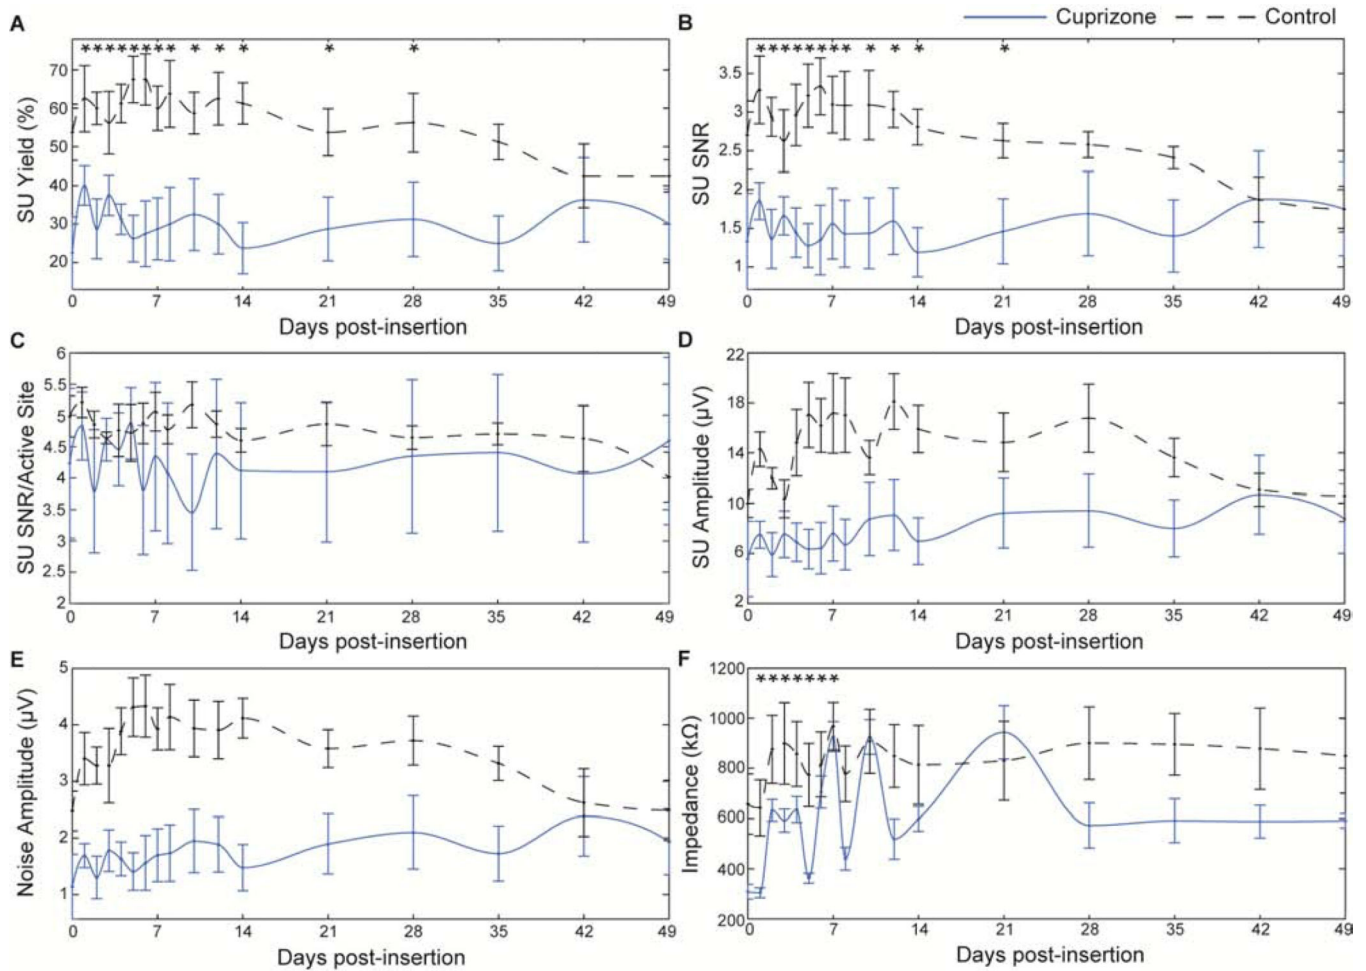 Cuprizone Control
A
* * * * * * * * * * * * *
SU Yield (%)
70
60
50
40
30
20
0 7 14 21 28 35 42 49
Days post-insertion
B
* * * * * * * * * * * *
SU SNR
3.5
3
2.5
2
1.5
1
0 7 14 21 28 35 42 49
Days post-insertion
C
SU SNR/Active Site
6
5.5
5
4.5
4
3.5
3
2.5
2
0 7 14 21 28 35 42 49
Days post-insertion
D
SU Amplitude (µV)
22
18
14
10
6
2
0 7 14 21 28 35 42 49
Days post-insertion
E
Noise Amplitude (µV)
5
4
3
2
1
0 7 14 21 28 35 42 49
Days post-insertion
F
* * * * * * *
Impedance (kΩ)
1200
1000
800
600
400
200
0 7 14 21 28 35 42 49
Days post-insertion